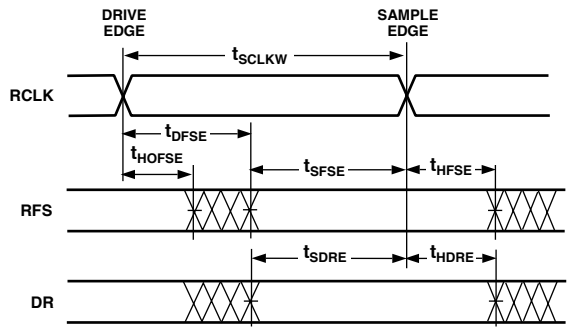 DRIVE EDGE
SAMPLE EDGE
tSCLKW
RCLK
tDFSE
tHOFSE
tSFSE
tHFSE
RFS
tSDRE
tHDRE
DR